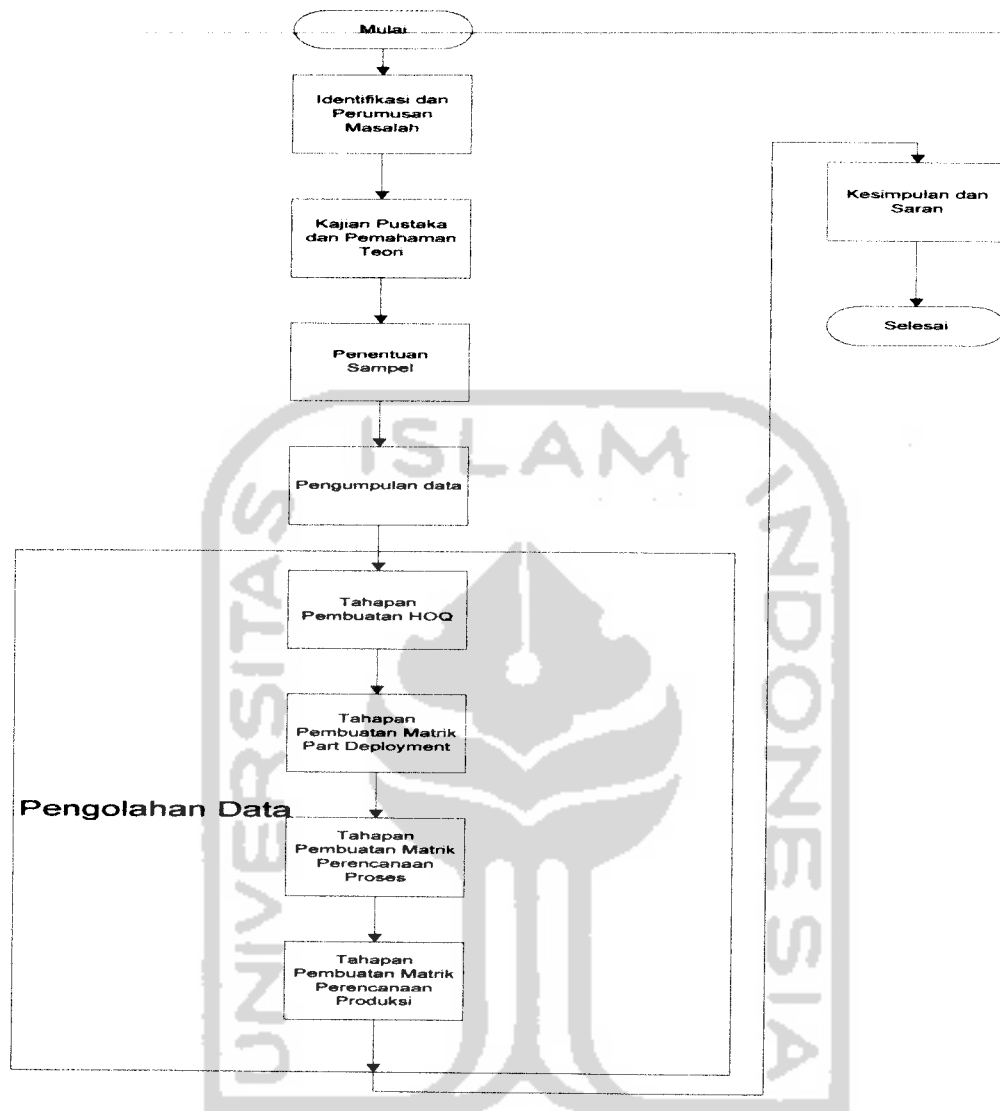 Mulai
Identifikasi dan
Perumusan
Masalah
Kajian Pustaka
dan Pemahaman
Teori
Penentuan
Sampel
Pengumpulan data
Pengolahan Data
Tahapan
Pembuatan HOQ
Tahapan
Pembuatan Matrik
Part Deployment
Tahapan
Pembuatan Matrik
Perencanaan
Proses
Tahapan
Pembuatan Matrik
Perencanaan
Produksi
Kesimpulan dan
Saran
Selesai
UNIVERSITAS
ISLAM
INDONESIA